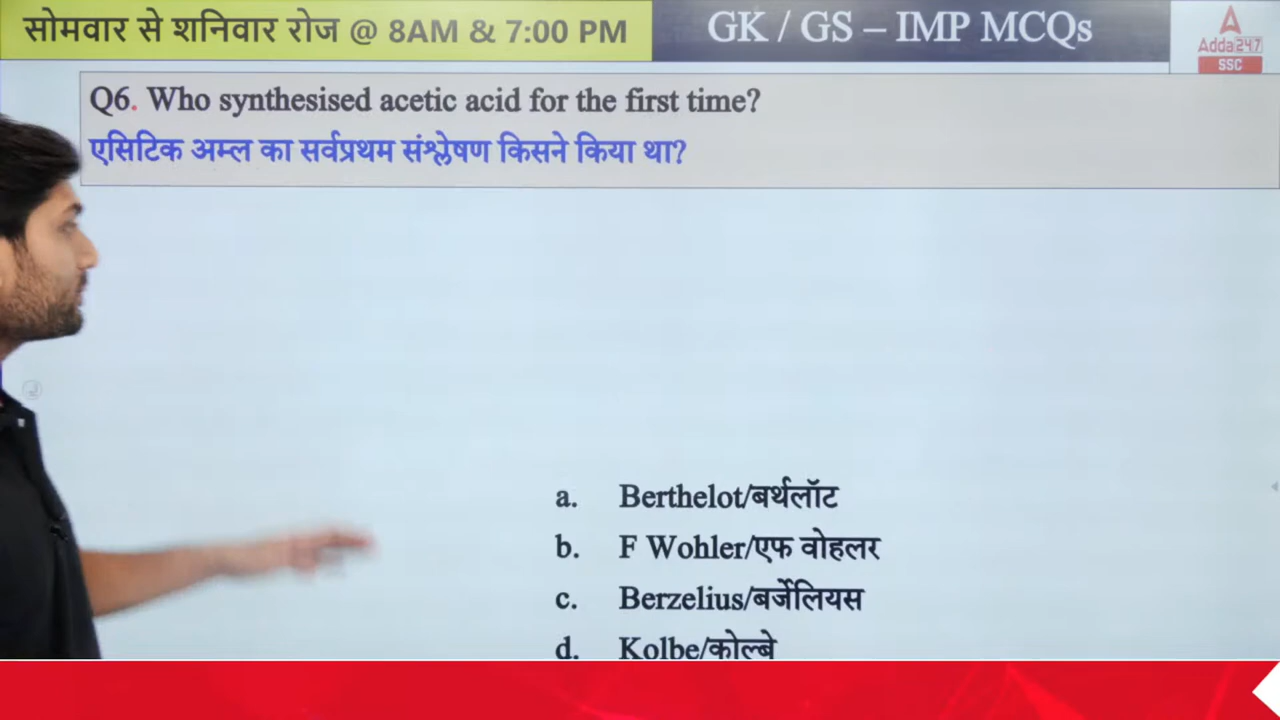 सोमवार से शनिवार रोज @ 8AM & 7:00 PM
GK / GS – IMP MCQs
Adda247
SSC
Q6. Who synthesised acetic acid for the first time?
एसिटिक अम्ल का सर्वप्रथम संश्लेषण किसने किया था?
a. Berthelot/बर्थलॉट
b. F Wohler/एफ वोहलर
c. Berzelius/बर्जेलियस
d. Kolbe/कोल्बे